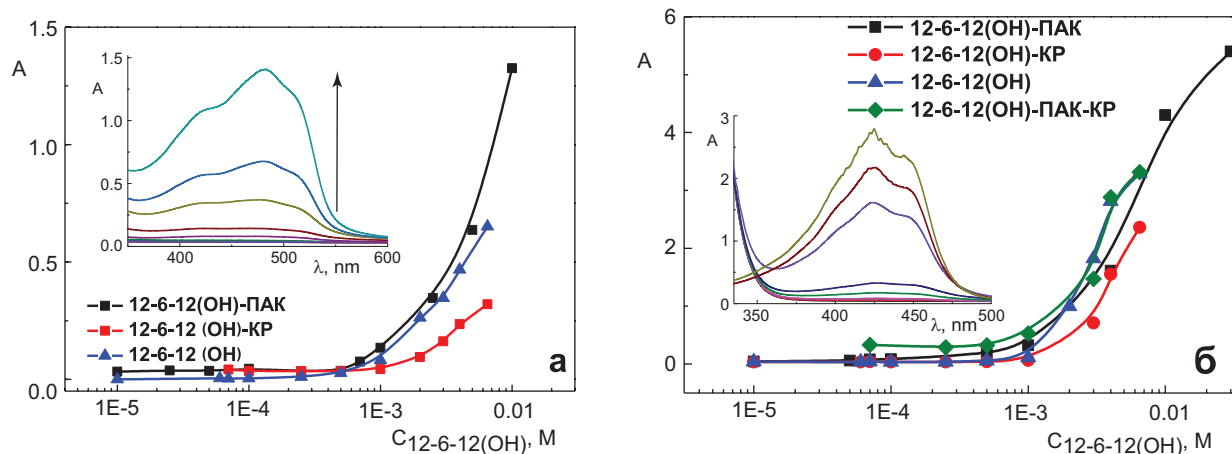 1.5
A
1.0
0.5
0.0
1.5
A
1.0
0.5
0.0
400
500
600
λ, nm
12-6-12(OH)-ПАК
12-6-12 (OH)-КР
12-6-12 (OH)
а
1E-5
1E-4
1E-3
0.01
C12-6-12(OH), M
6
A
4
2
0
12-6-12(OH)-ПАК
12-6-12(OH)-КР
12-6-12(OH)
12-6-12(OH)-ПАК-КР
3
A
2
1
0
350
400
450
500
λ, nm
б
1E-5
1E-4
1E-3
0.01
C12-6-12(OH), M